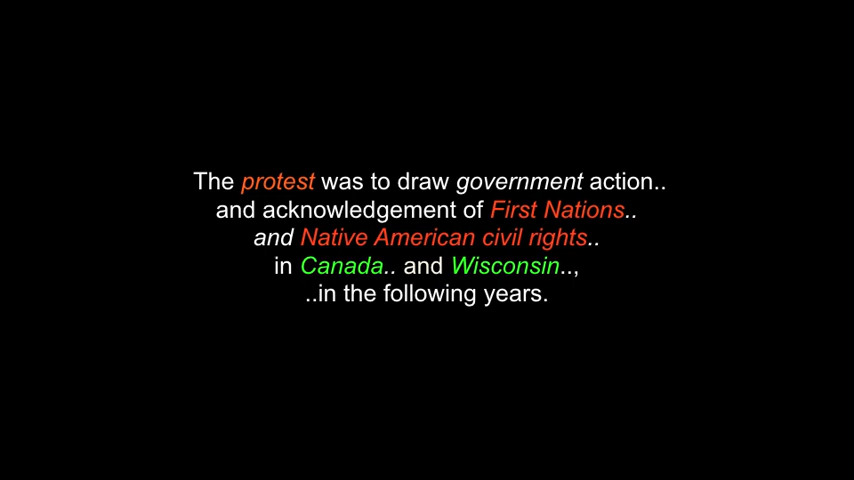 The protest was to draw government action..
and acknowledgement of First Nations..
and Native American civil rights..
in Canada.. and Wisconsin..,
..in the following years.